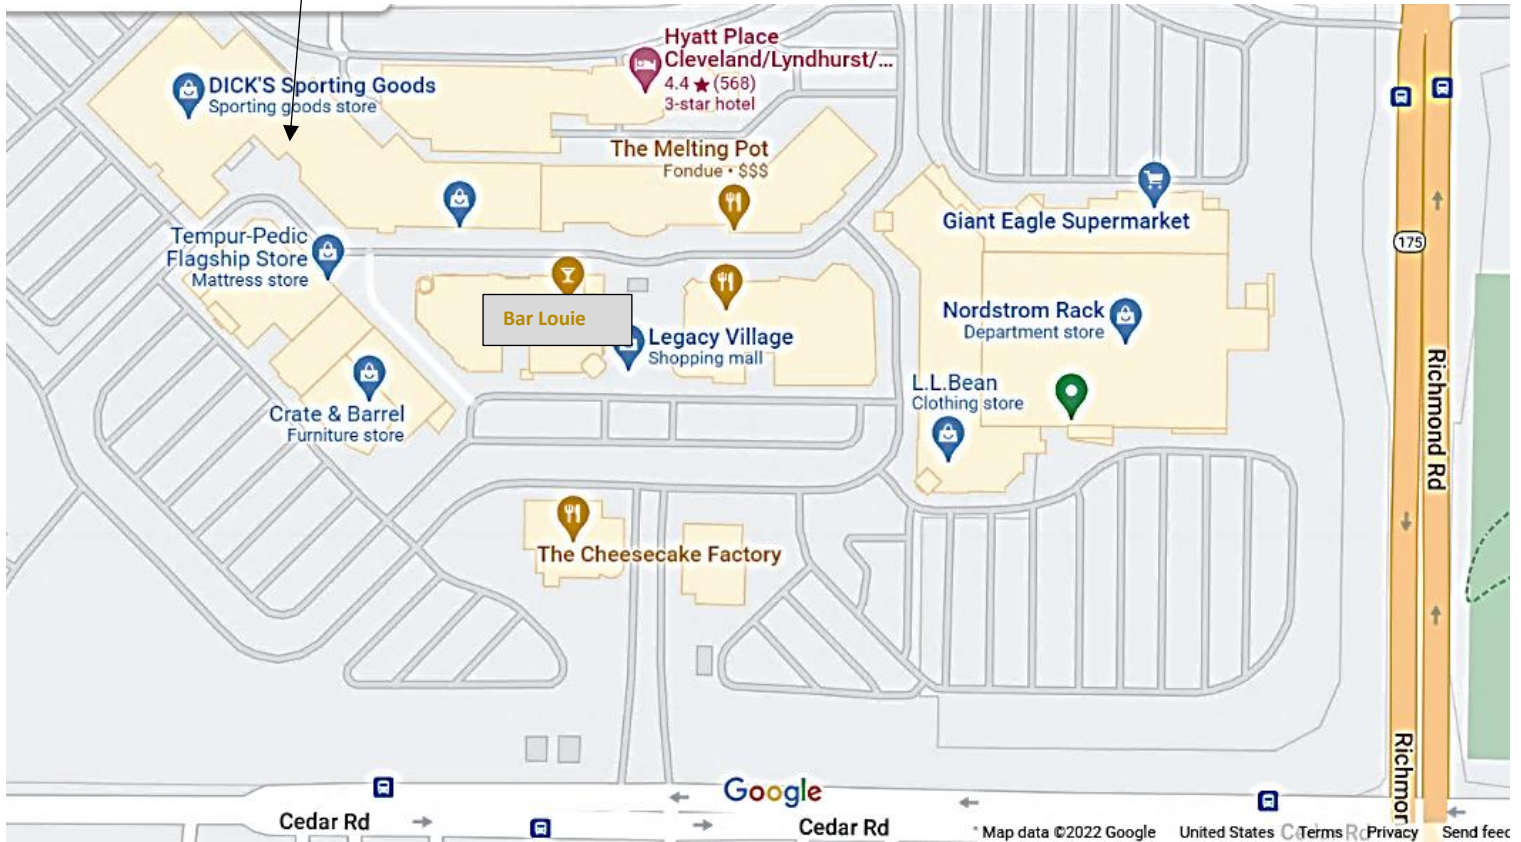 Hyatt Place
Cleveland/Lyndhurst/...
4.4 ★ (568)
3-star hotel
DICK'S Sporting Goods
Sporting goods store
The Melting Pot
Fondue • $$$
Giant Eagle Supermarket
175
Tempur-Pedic
Flagship Store
Mattress store
Bar Louie
Legacy Village
Shopping mall
Nordstrom Rack
Department store
L.L.Bean
Clothing store
Crate & Barrel
Furniture store
Richmond Rd
The Cheesecake Factory
Richmon
Google
Cedar Rd
Cedar Rd
Cedar Rd
Map data ©2022 Google United States Terms Privacy Send feed